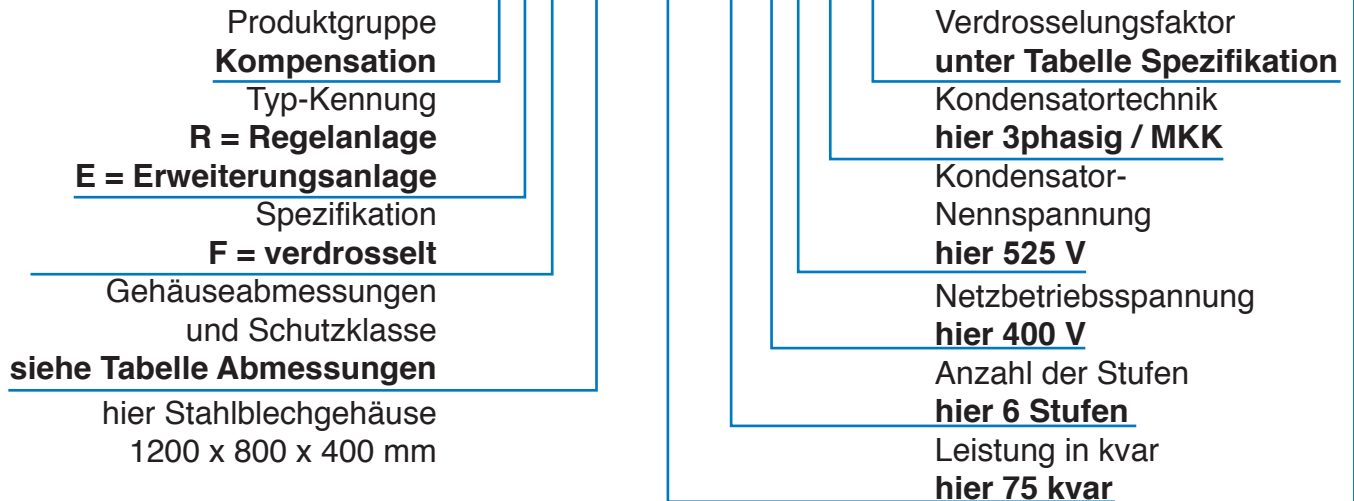 Produktgruppe
Kompensation
Typ-Kennung
R = Regelanlage
E = Erweiterungsanlage
Spezifikation
F = verdrosselt
Gehäuseabmessungen
und Schutzklasse
siehe Tabelle Abmessungen
hier Stahlblechgehäuse
1200 x 800 x 400 mm
Verdrosselungsfaktor
unter Tabelle Spezifikation
Kondensatortechnik
hier 3phasig / MKK
Kondensator-
Nennspannung
hier 525 V
Netzbetriebsspannung
hier 400 V
Anzahl der Stufen
hier 6 Stufen
Leistung in kvar
hier 75 kvar